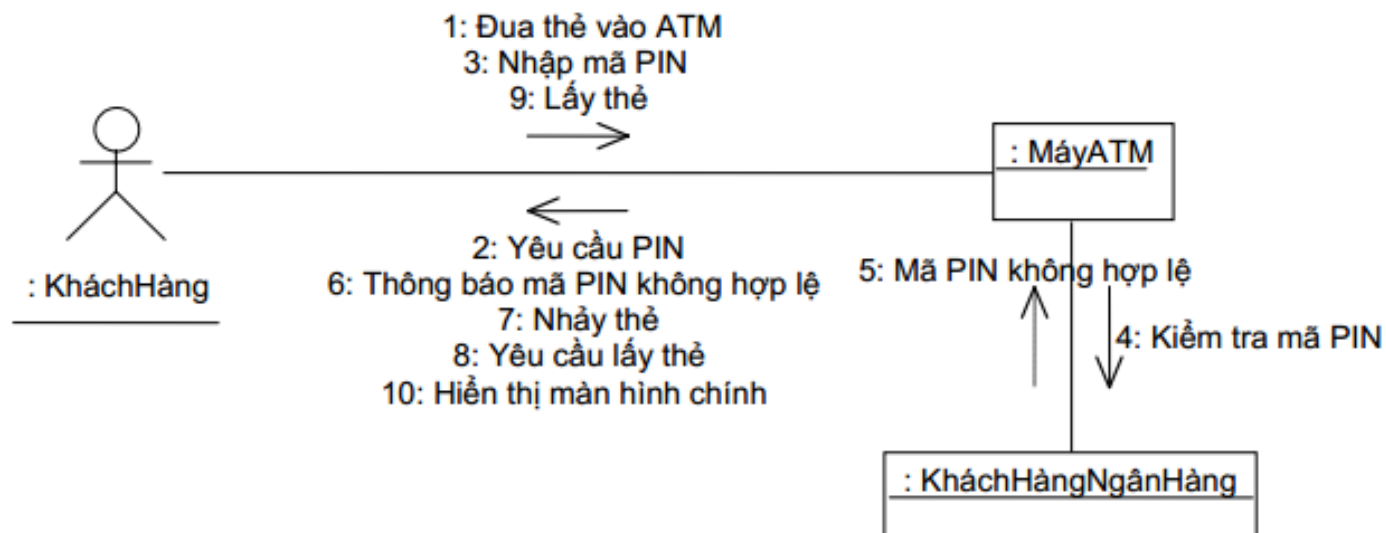 1: Đua thẻ vào ATM
3: Nhập mã PIN
9: Lấy thẻ
: MáyATM
2: Yêu cầu PIN
6: Thông báo mã PIN không hợp lệ
7: Nhảy thẻ
8: Yêu cầu lấy thẻ
10: Hiển thị màn hình chính
: KháchHàng
5: Mã PIN không hợp lệ
4: Kiểm tra mã PIN
: KháchHàngNgânHàng